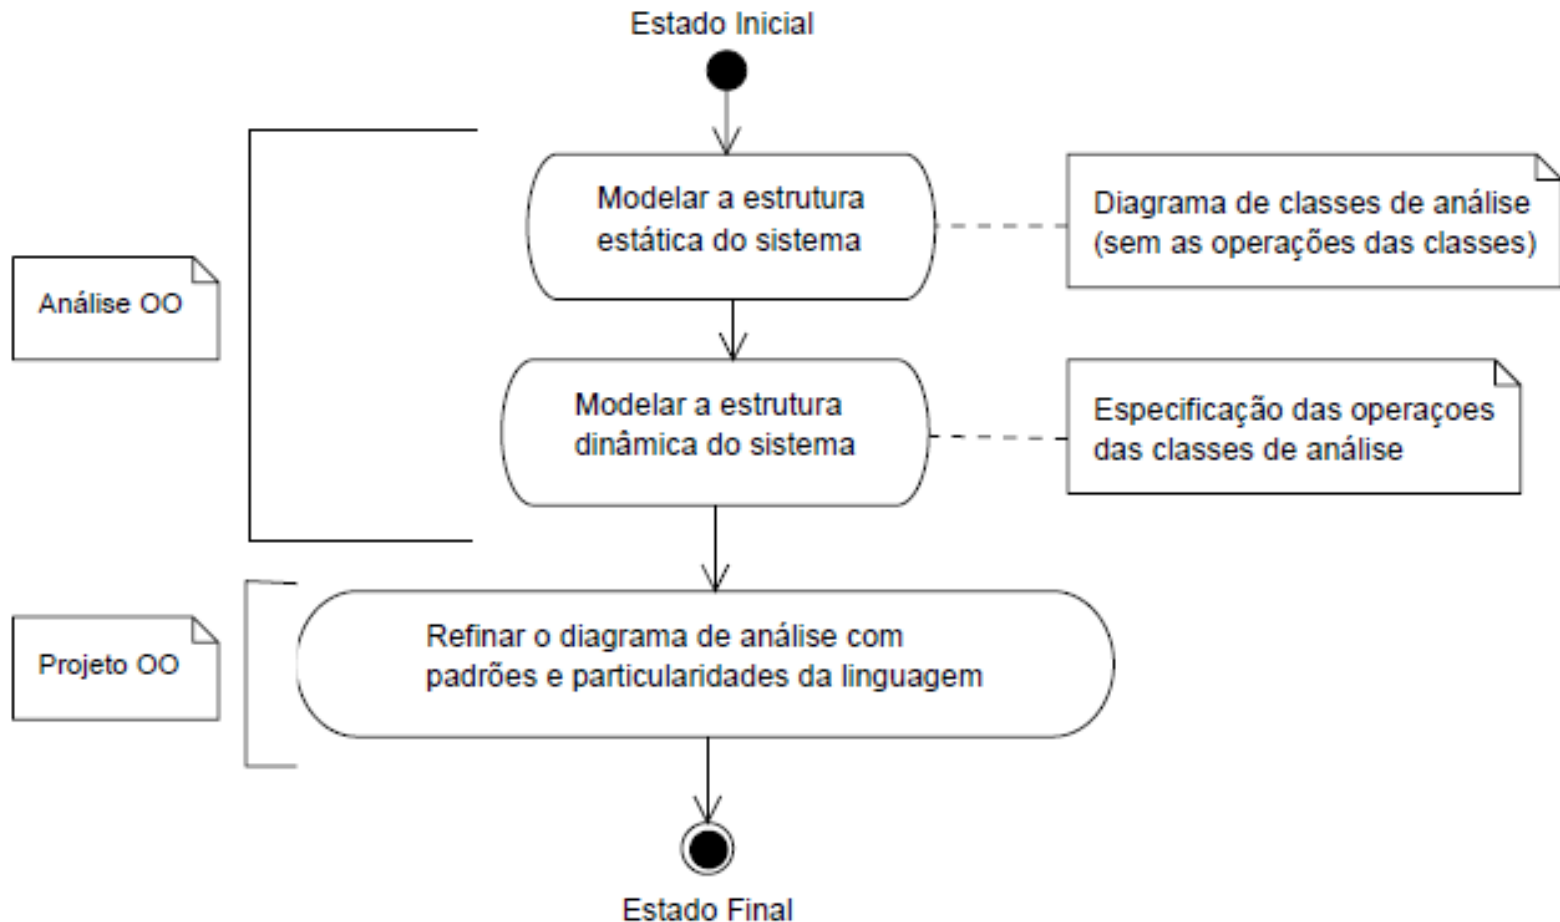 Estado Inicial
Modelar a estrutura
estática do sistema
Diagrama de classes de análise
(sem as operações das classes)
Análise OO
Modelar a estrutura
dinâmica do sistema
Especificação das operaçoes
das classes de análise
Refinar o diagrama de análise com
padrões e particularidades da linguagem
Projeto OO
Estado Final